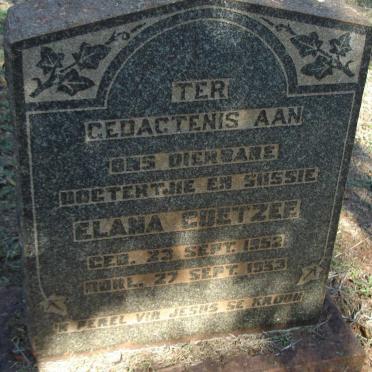 TER
GEDAGTENIS AAN
ONS DIERBARE
DOGTERTJIE EN SUSSIE
ELANA COETZEE
GEB. 23 SEPT. 1952
OORL. 27 SEPT. 1953
'N PEREL VIR JESUS SE KROON